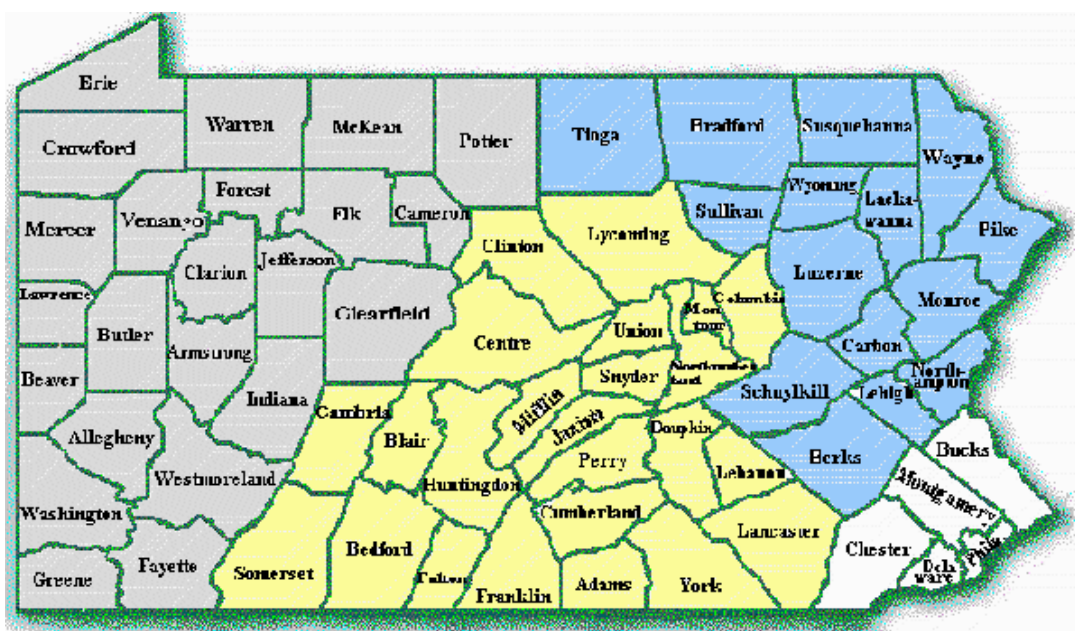 Erie
Crawford
Warren
McKean
Potter
Tioga
Bradford
Susquehanna
Wayne
Forest
Elk
Cameron
Wyoming
Lacka-
wanna
Pike
Mercer
Venango
Clarion
Jefferson
Clinton
Lycoming
Sullivan
Luzerne
Monroe
Lawrence
Butler
Clearfield
Centre
Union
Mon
tour
Columbia
Carbon
Beaver
Armstrong
Indiana
Snyder
Northumber
land
Schuylkill
Lehigh
North-
ampton
Allegheny
Cambria
Blair
Mifflin
Juniata
Dauphin
Perry
Lebanon
Berks
Bucks
Westmoreland
Huntingdon
Montgomery
Washington
Cumberland
Lancaster
Chester
Phila
Greene
Fayette
Somerset
Bedford
Fulton
Franklin
Adams
York
Dela
ware